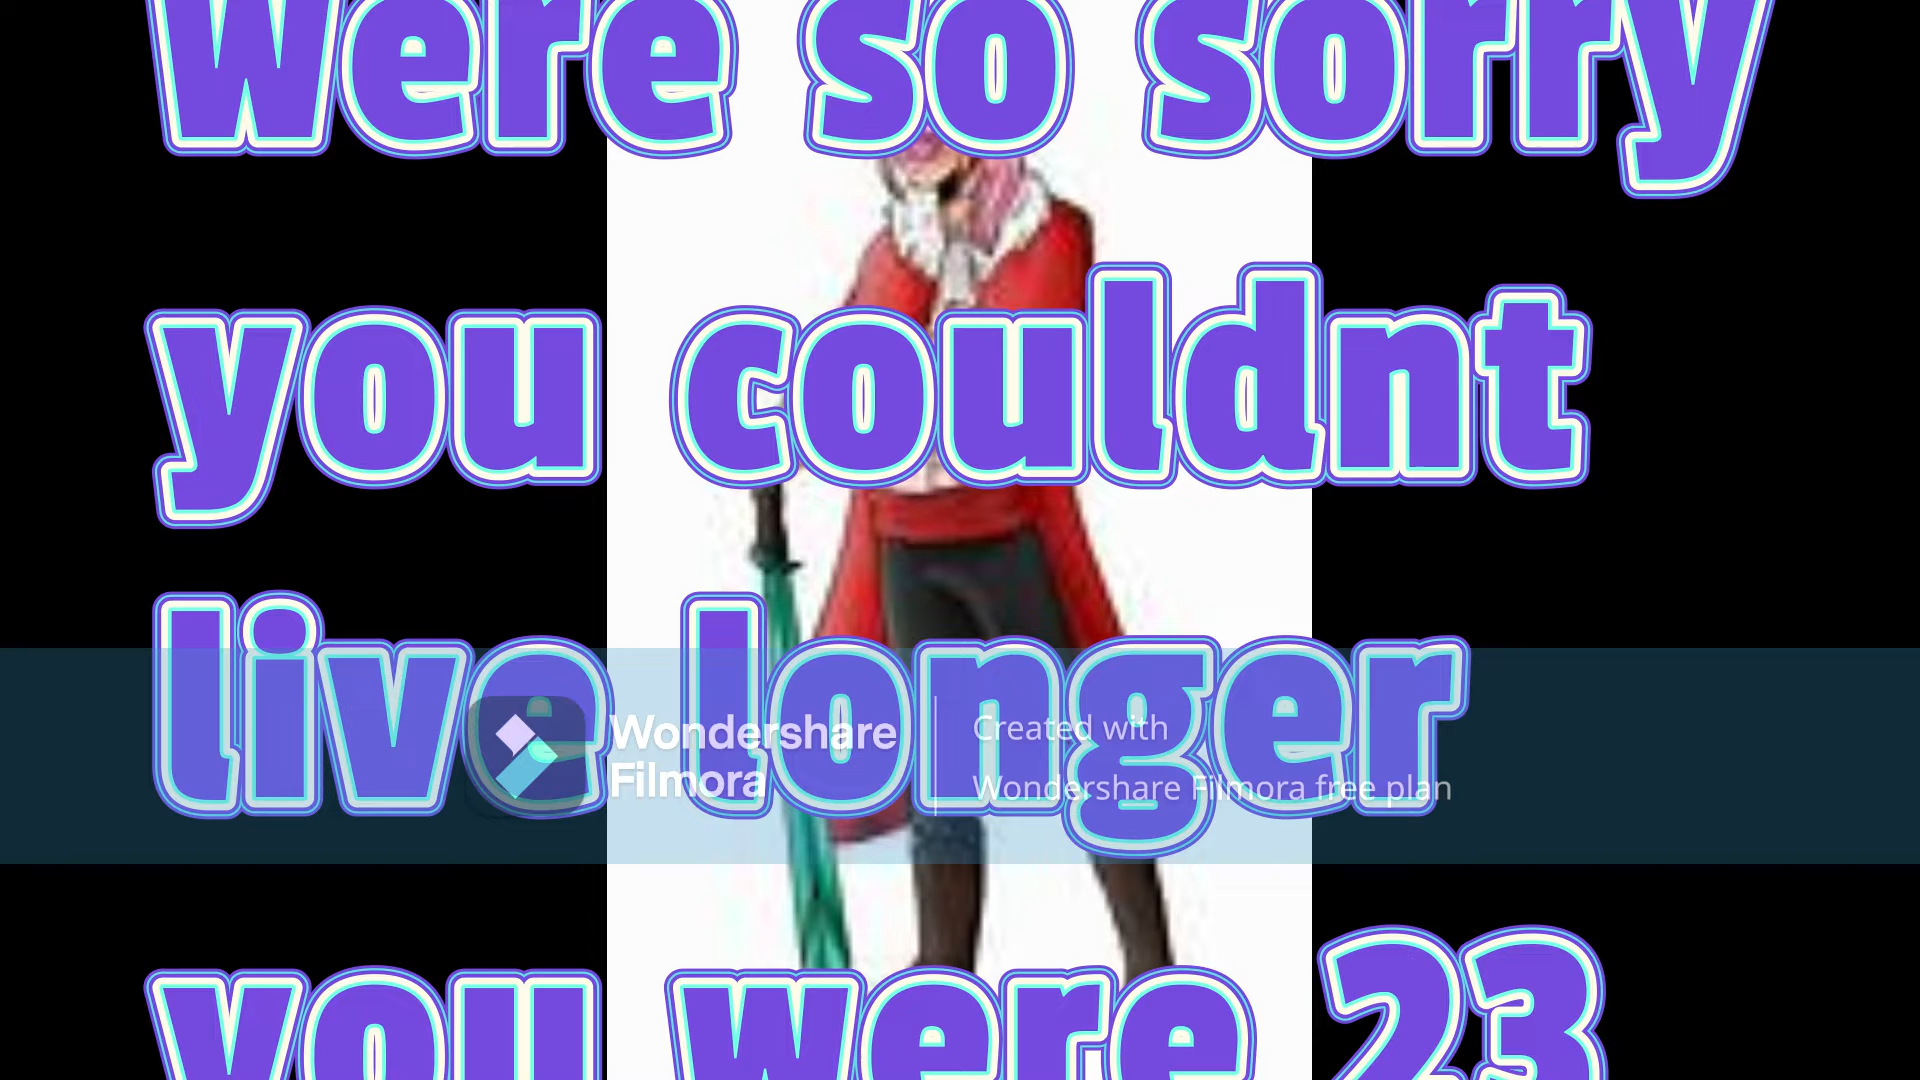 Were so sorry
you couldnt
live longer
Wondershare
Filmora
Created with
Wondershare Filmora free plan
you were 23